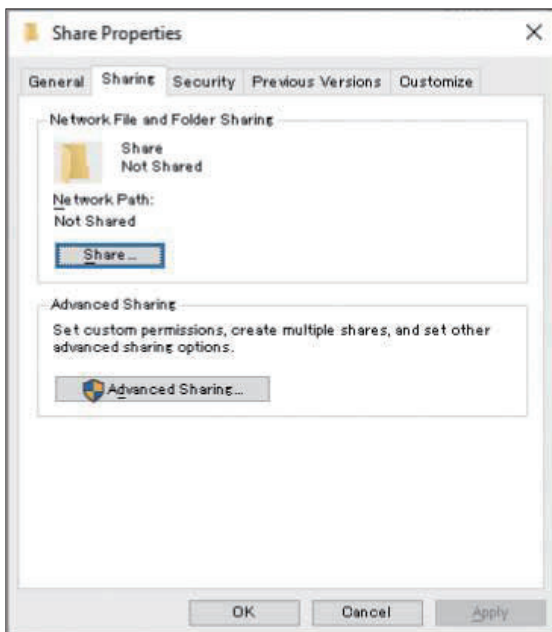 Share Properties
General Sharing Security Previous Versions Customize
Network File and Folder Sharing
Share
Not Shared
Network Path:
Not Shared
Share...
Advanced Sharing
Set custom permissions, create multiple shares, and set other
advanced sharing options.
Advanced Sharing...
OK Cancel Apply